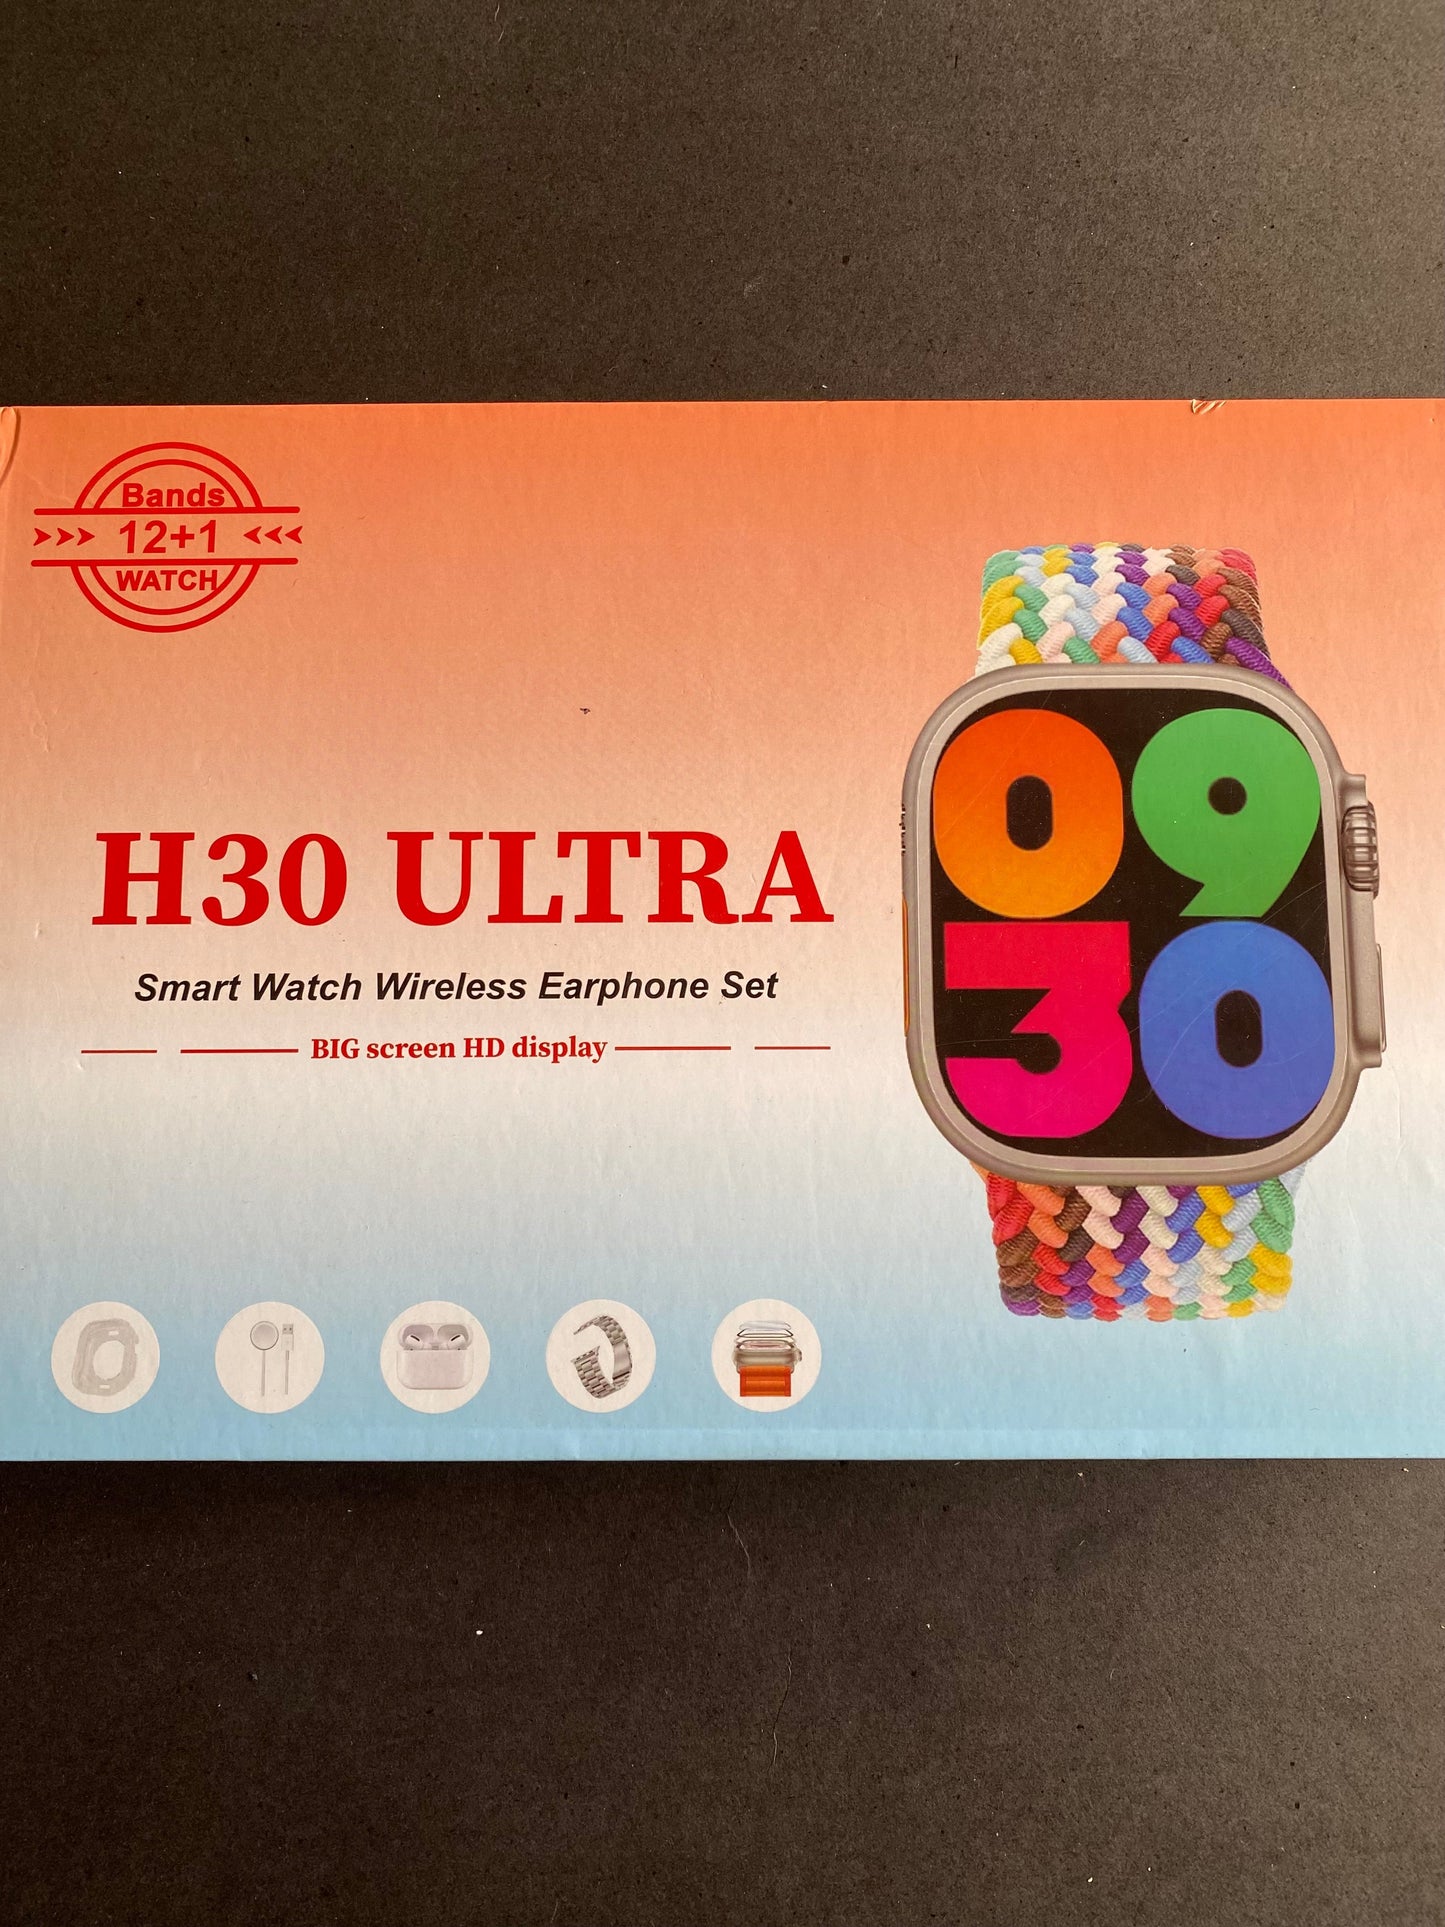 Bands
12+1
WATCH
H30 ULTRA
Smart Watch Wireless Earphone Set
BIG screen HD display
09
30